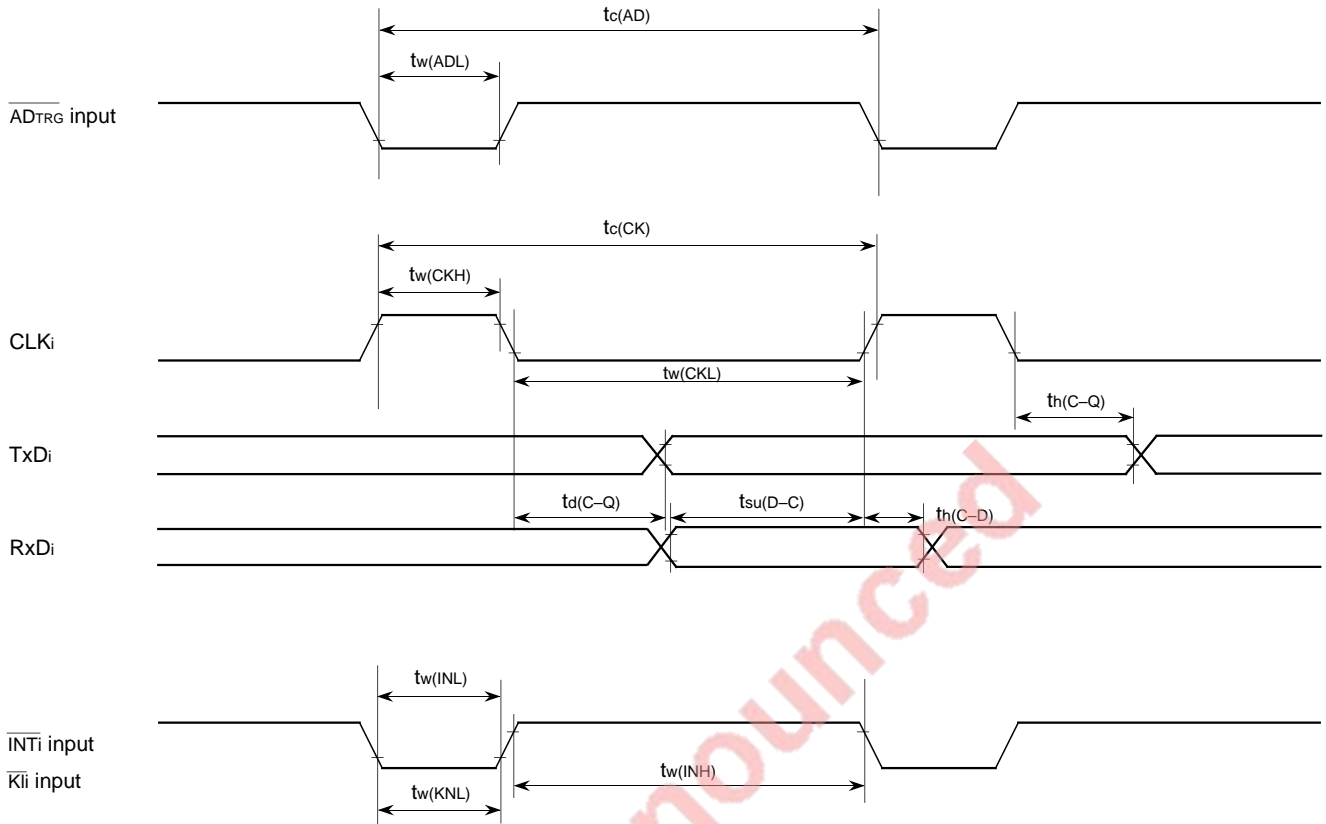 tc(AD)
tw(ADL)
ADTRG input
tc(CK)
tw(CKH)
CLKi
tw(CKL)
th(C–Q)
TxDi
td(C–Q)
tsu(D–C)
th(C–D)
RxDi
tw(INL)
INTi input
KIi input
tw(INH)
tw(KNL)
nounced